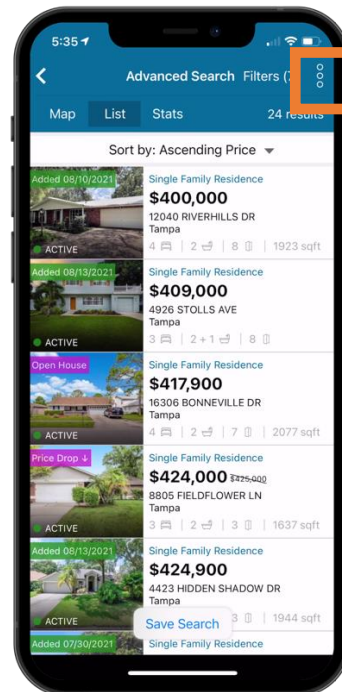 5:35
Advanced Search Filters (
Map List Stats 24 results
Sort by: Ascending Price
Added 08/10/2021
Single Family Residence
$400,000
12040 RIVERHILLS DR
Tampa
ACTIVE
4 | 2 | 8 | 1923 sqft
Added 08/13/2021
Single Family Residence
$409,000
4926 STOLLS AVE
Tampa
ACTIVE
3 | 2 + 1 | 8
Open House
Single Family Residence
$417,900
16306 BONNEVILLE DR
Tampa
ACTIVE
4 | 2 | 7 | 2077 sqft
Price Drop ↓
Single Family Residence
$424,000 $425,000
8805 FIELDFLOWER LN
Tampa
ACTIVE
3 | 2 | 3 | 1637 sqft
Added 08/13/2021
Single Family Residence
$424,900
4423 HIDDEN SHADOW DR
Tampa
ACTIVE
3 | 1944 sqft
Save Search
Added 07/30/2021
Single Family Residence